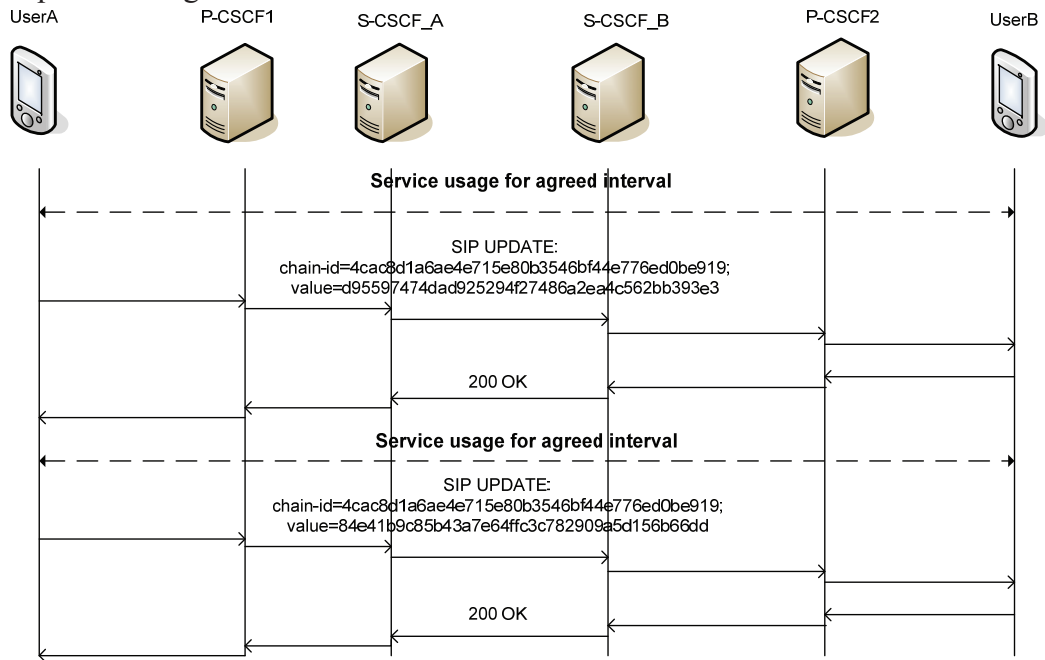 UserA
P-CSCF1
S-CSCF_A
S-CSCF_B
P-CSCF2
UserB
Service usage for agreed interval
SIP UPDATE:
chain-id=4cac8d1a6ae4e715e80b3546bf44e776ed0be919;
value=d95597474dad925294f27486a2ea4c562bb393e3
200 OK
Service usage for agreed interval
SIP UPDATE:
chain-id=4cac8d1a6ae4e715e80b3546bf44e776ed0be919;
value=84e41b9c85b43a7e64ffc3c782909a5d156b66dd
200 OK